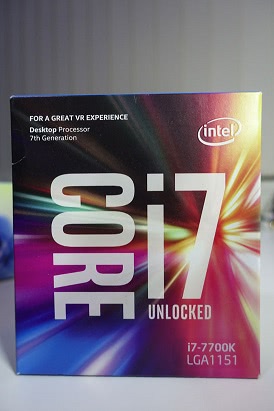 FOR A GREAT VR EXPERIENCE
Desktop Processor
7th Generation
intel
CORE
i7
UNLOCKED
i7-7700K
LGA1151